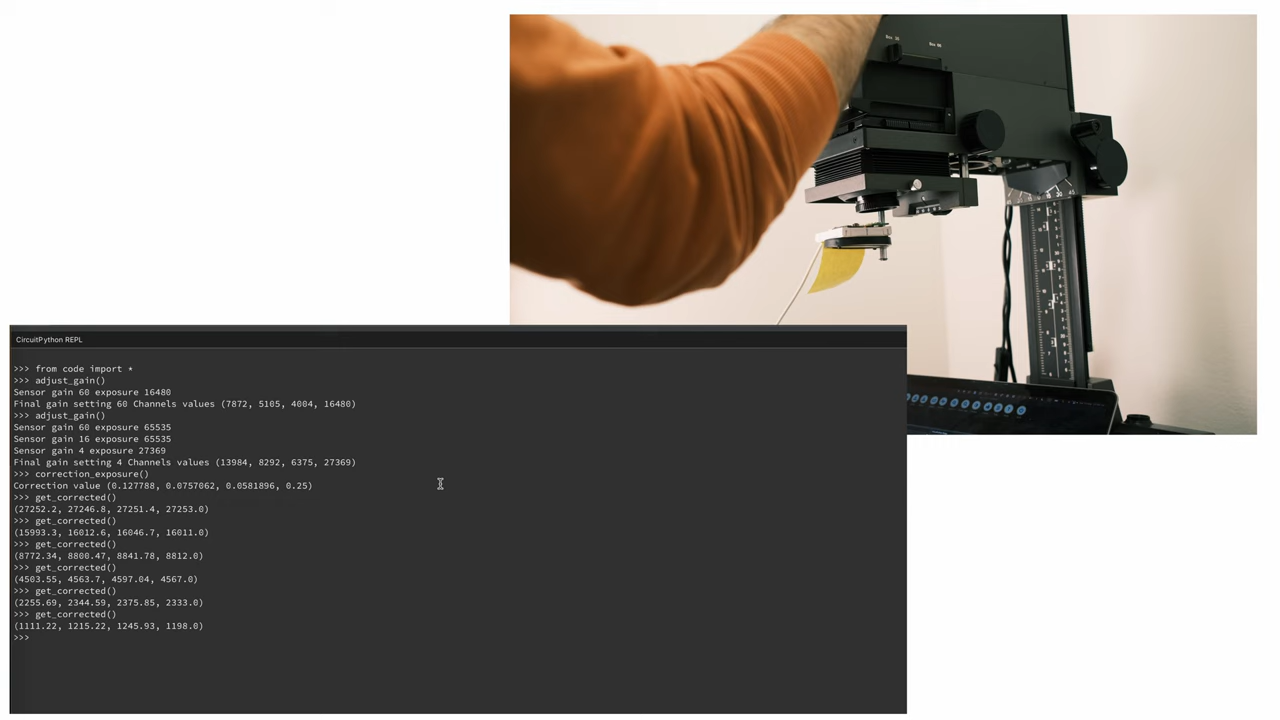 CircuitPython REPL
>>> from code import *
>>> adjust_gain()
Sensor gain 60 exposure 16480
Final gain setting 60 Channels values (7872, 5105, 4004, 16480)
>>> adjust_gain()
Sensor gain 60 exposure 65535
Sensor gain 16 exposure 65535
Sensor gain 4 exposure 27369
Final gain setting 4 Channels values (13984, 8292, 6375, 27369)
>>> correction_exposure()
Correction value (0.127788, 0.0757062, 0.0581896, 0.25)
>>> get_corrected()
(27252.2, 27246.8, 27251.4, 27253.0)
>>> get_corrected()
(15993.3, 16012.6, 16046.7, 16011.0)
>>> get_corrected()
(8772.34, 8800.47, 8841.78, 8812.0)
>>> get_corrected()
(4503.55, 4563.7, 4597.04, 4567.0)
>>> get_corrected()
(2255.69, 2344.59, 2375.85, 2333.0)
>>> get_corrected()
(1111.22, 1215.22, 1245.93, 1198.0)
>>>